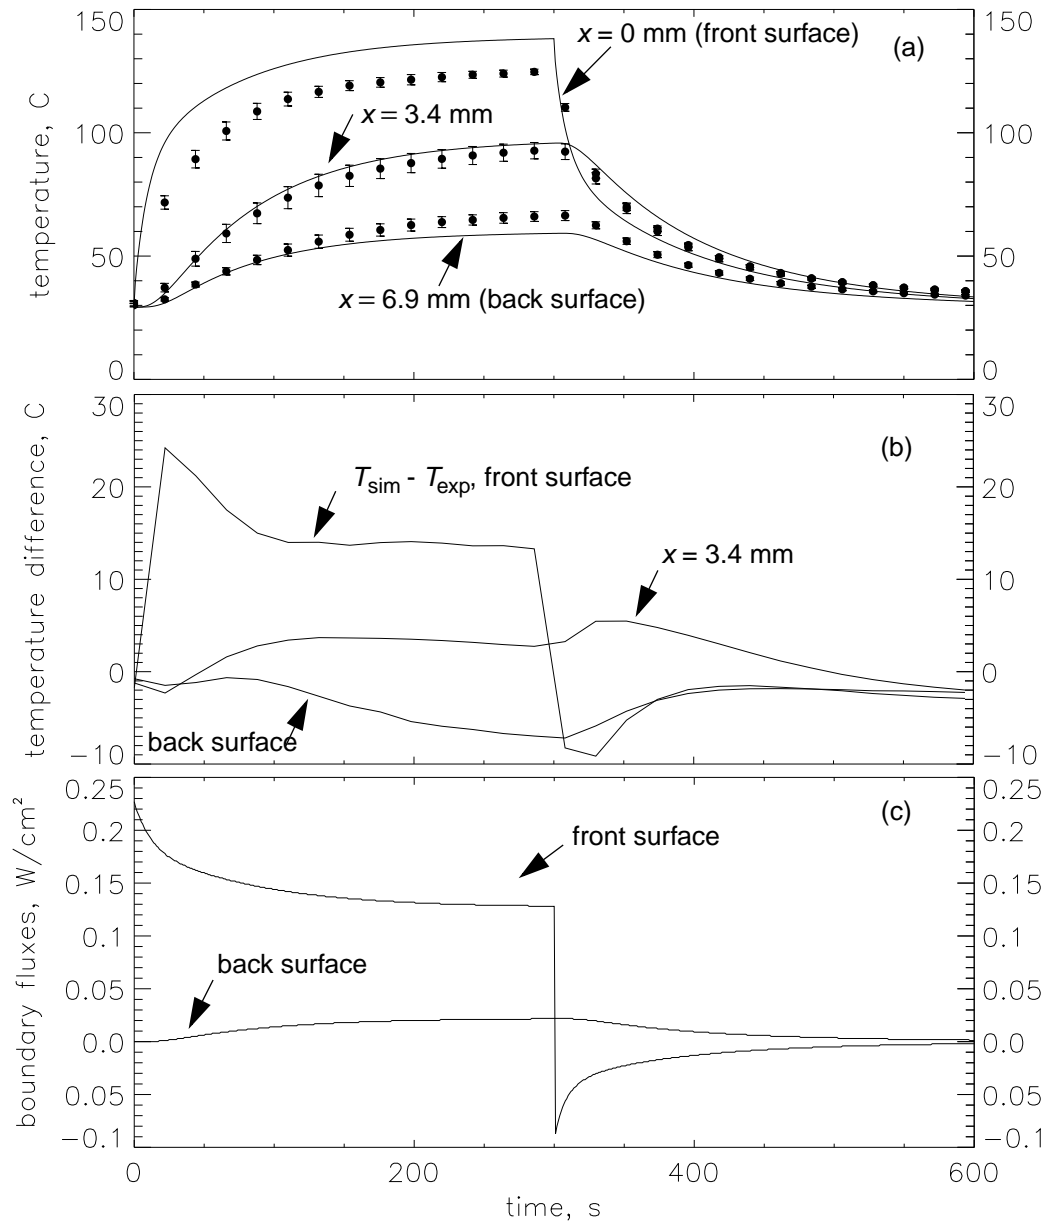 150
150
x = 0 mm (front surface)
(a)
temperature, C
100
100
x = 3.4 mm
50
50
x = 6.9 mm (back surface)
0
0
30
30
(b)
temperature difference, C
Tsim - Texp, front surface
20
20
x = 3.4 mm
10
10
0
0
back surface
−10
−10
0.25
0.25
(c)
boundary fluxes, W/cm²
0.2
0.2
front surface
0.15
0.15
0.1
0.1
back surface
0.05
0.05
0.0
0.0
0.05
0.05
−0.1
−0.1
0
200
400
600
time, s